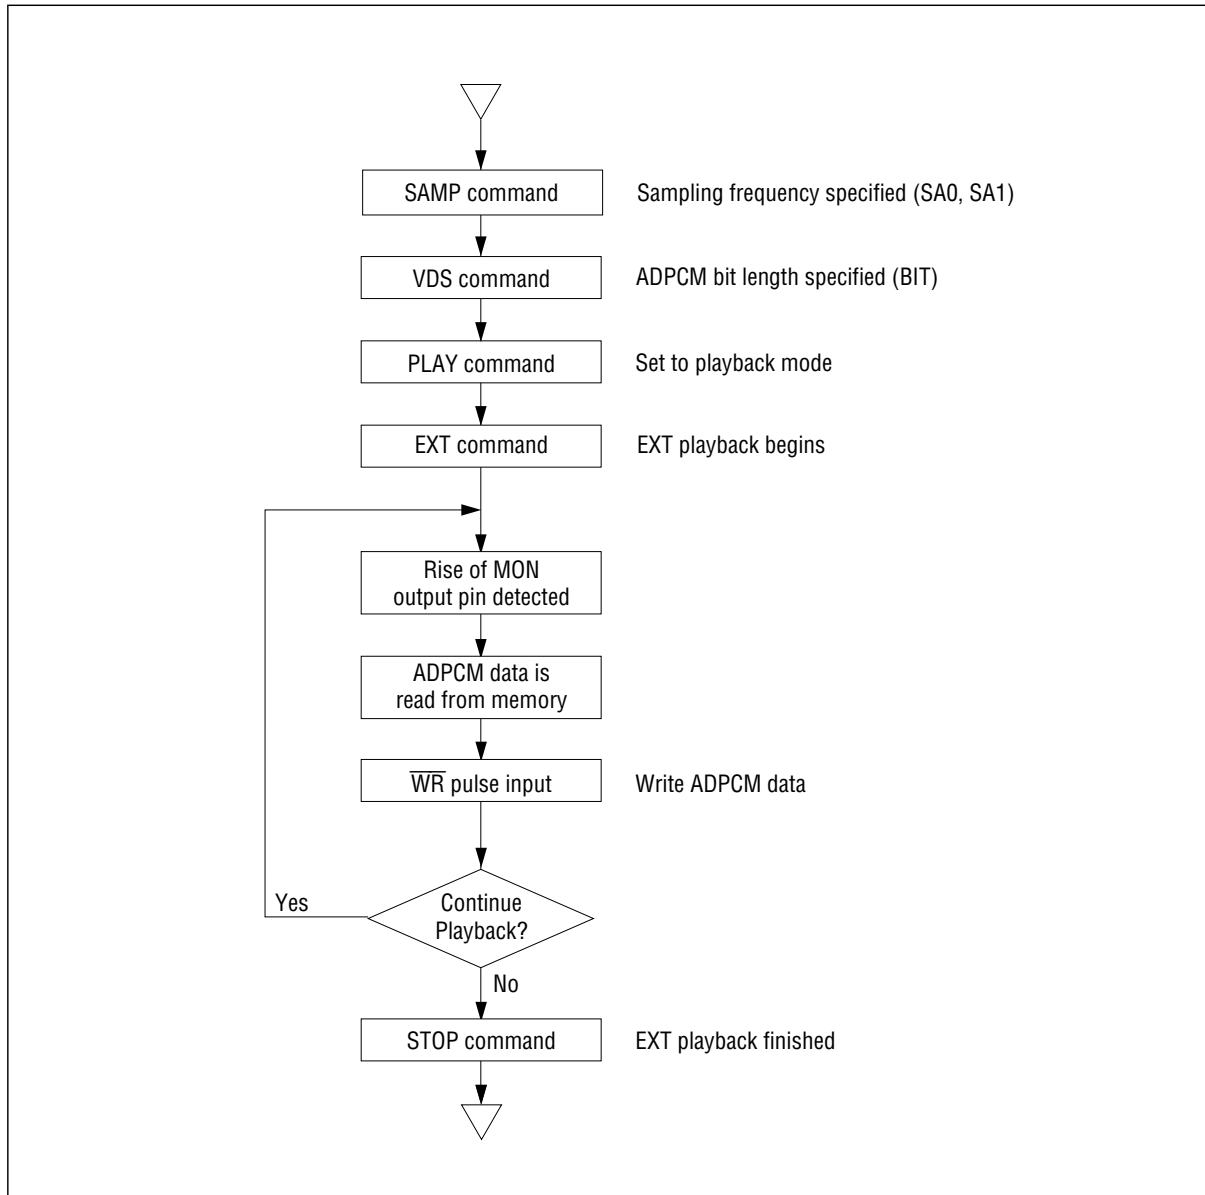 SAMP command
Sampling frequency specified (SA0, SA1)
VDS command
ADPCM bit length specified (BIT)
PLAY command
Set to playback mode
EXT command
EXT playback begins
Rise of MON
output pin detected
ADPCM data is
read from memory
W̅R̅ pulse input
Write ADPCM data
Continue
Playback?
Yes
No
STOP command
EXT playback finished